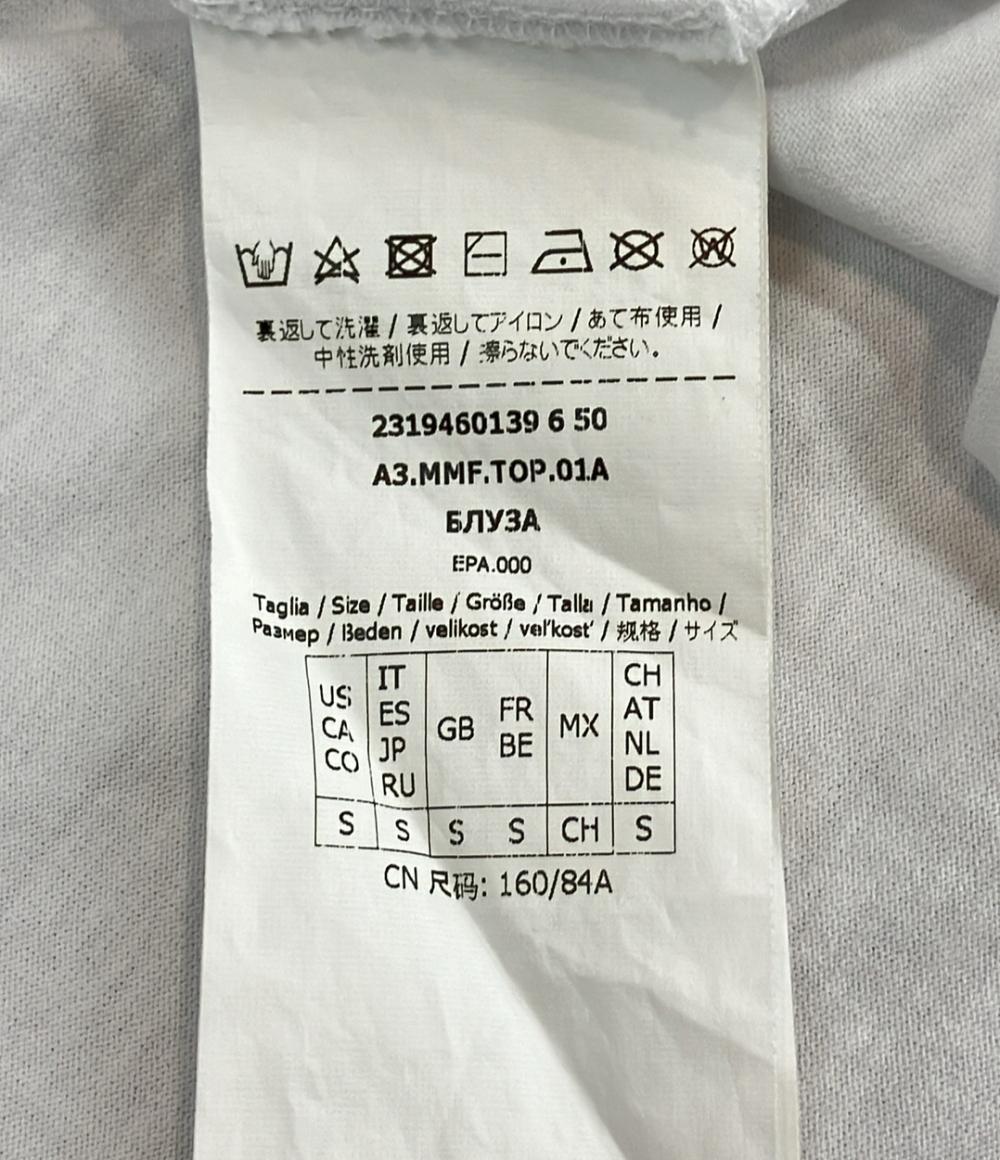 裏返して洗濯 / 裏返してアイロン / あて布使用 /
中性洗剤使用 / 擦らないでください。
2319460139 6 50
A3.MMF.TOP.01A
БЛУЗА
EPA.000
Taglia / Size / Taille / Größe / Talla / Tamanho /
Размер / Beden / velikost / veľkosť / 规格 / サイズ
US CA CO
IT ES JP RU
GB
FR BE
MX
CH AT NL DE
S S S S CH S
CN 尺码: 160/84A